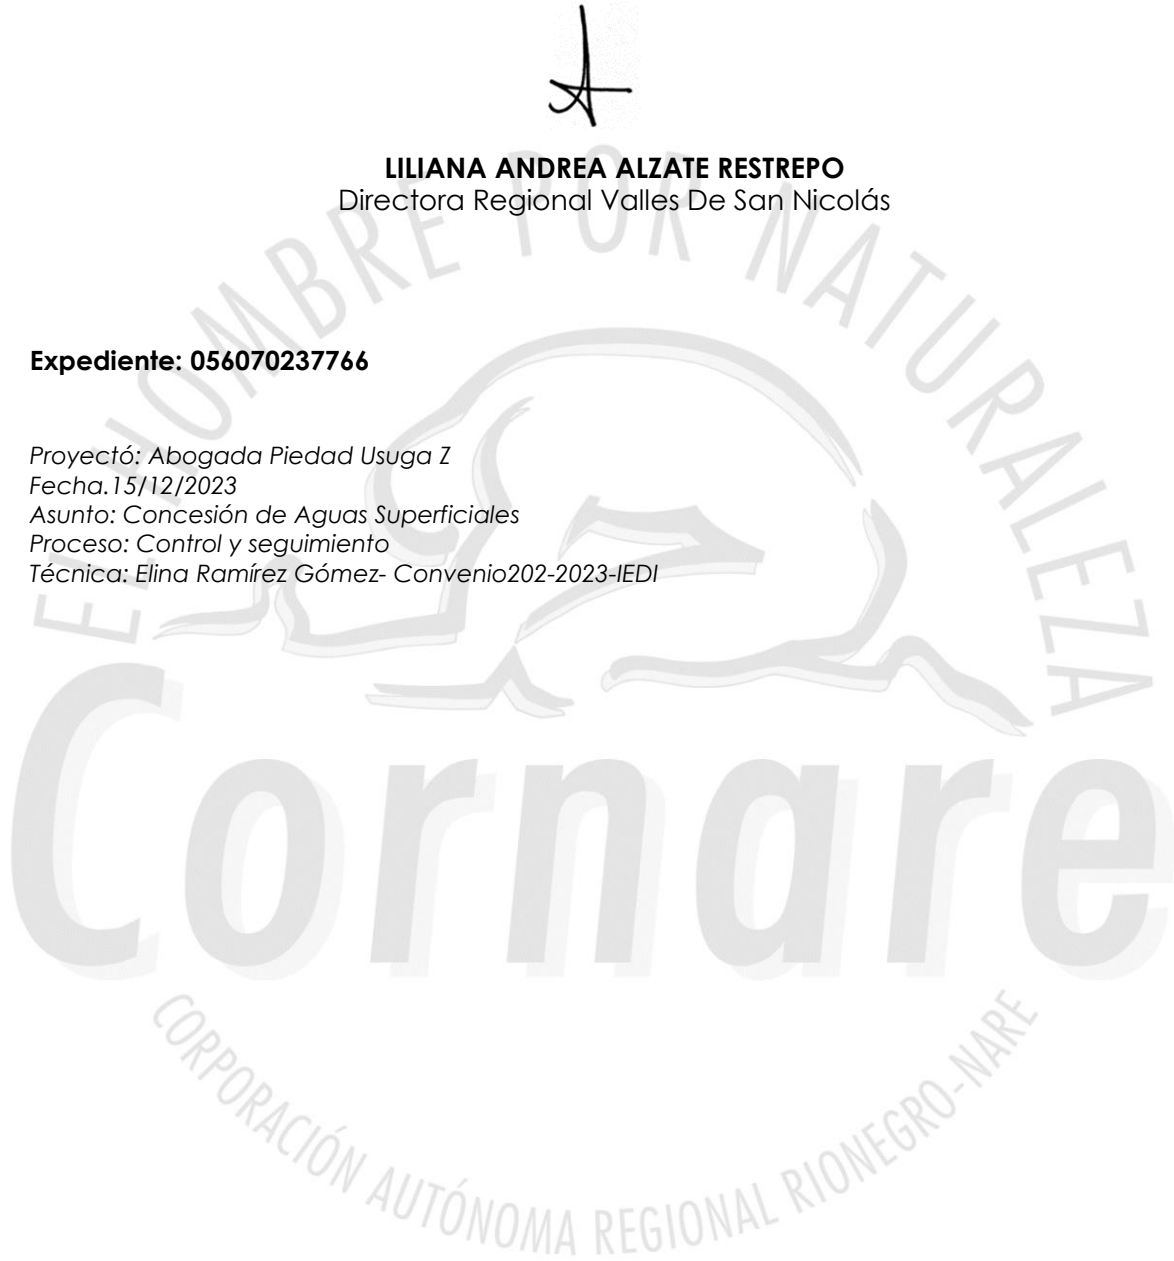 LILIANA ANDREA ALZATE RESTREPO
Directora Regional Valles De San Nicolás
Expediente: 056070237766
Proyectó: Abogada Piedad Usuga Z
Fecha.15/12/2023
Asunto: Concesión de Aguas Superficiales
Proceso: Control y seguimiento
Técnica: Elina Ramírez Gómez- Convenio202-2023-IEDI
EL HOMBRE POR NATURALEZA
Cornare
CORPORACIÓN AUTÓNOMA REGIONAL RIONEGRO-NARE